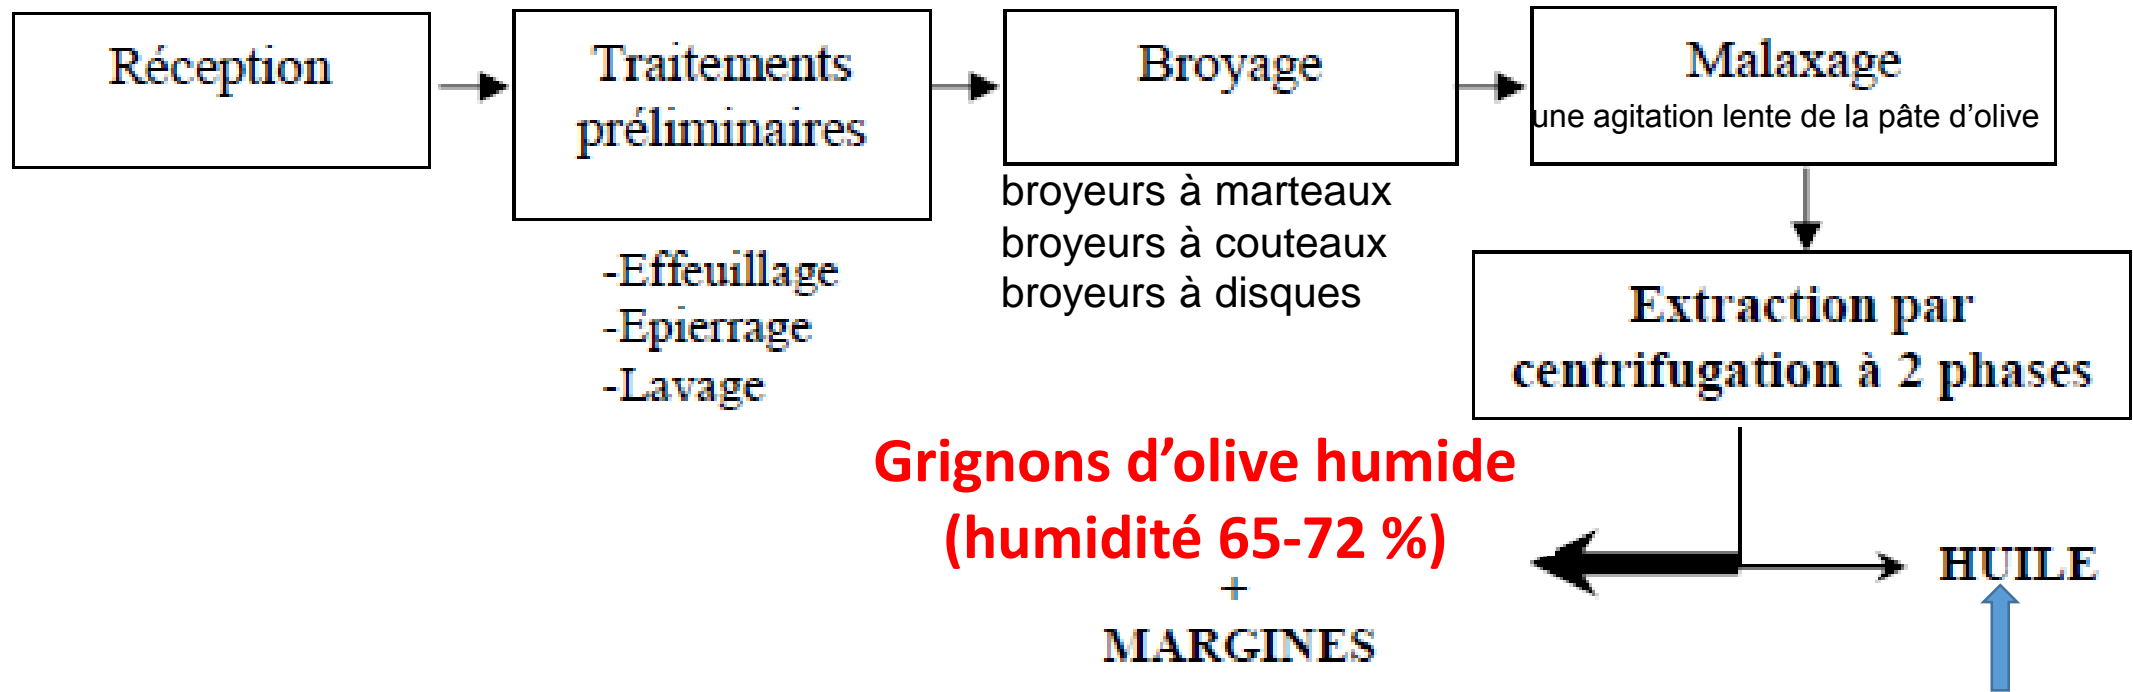 Réception
Traitements
préliminaires
-Effeuillage
-Epierrage
-Lavage
Broyage
broyeurs à marteaux
broyeurs à couteaux
broyeurs à disques
Malaxage
une agitation lente de la pâte d’olive
Extraction par
centrifugation à 2 phases
Grignons d’olive humide
(humidité 65-72 %)
+
MARGINES
HUILE